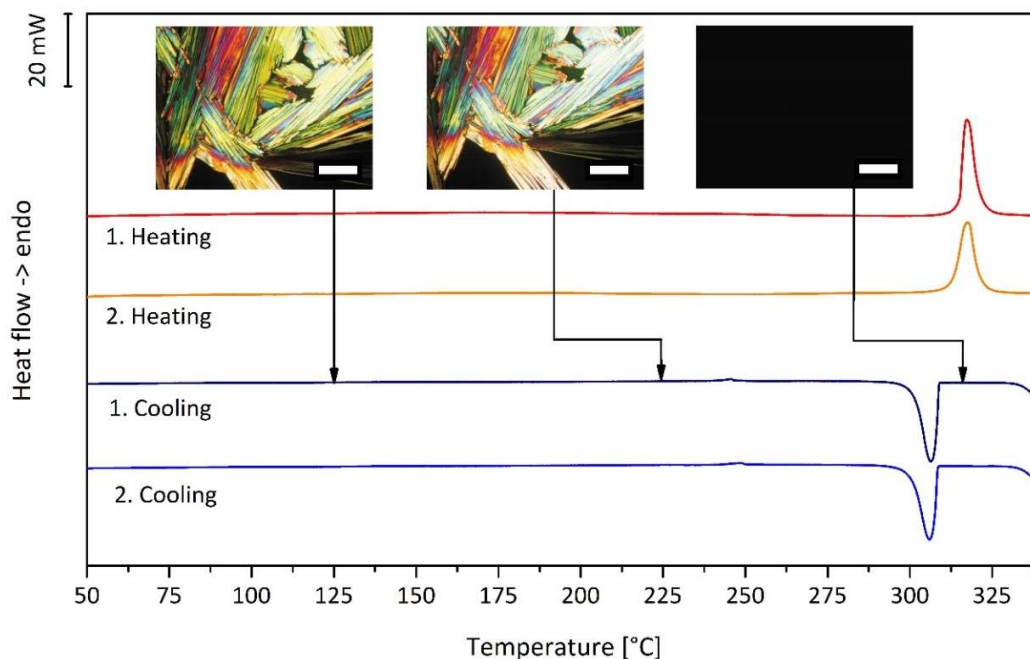 20 mW
Heat flow -> endo
1. Heating
2. Heating
1. Cooling
2. Cooling
50 75 100 125 150 175 200 225 250 275 300 325
Temperature [°C]